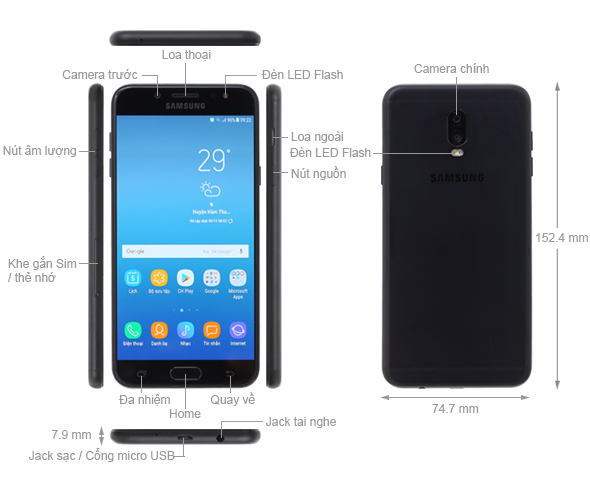 Loa thoại
Camera trước
Đèn LED Flash
Camera chính
SAMSUNG
29°
Loa ngoài
Nút âm lượng
Đèn LED Flash
Nút nguồn
SAMSUNG
152.4 mm
Google
Khe gắn Sim
/ thẻ nhớ
Lịch
Bộ sưu tập
CH Play
Google
Microsoft
Apps
Điện thoại
Danh bạ
Nhạc
Tin nhắn
Internet
Đa nhiệm
Home
Quay về
74.7 mm
7.9 mm
Jack tai nghe
Jack sạc / Cổng micro USB